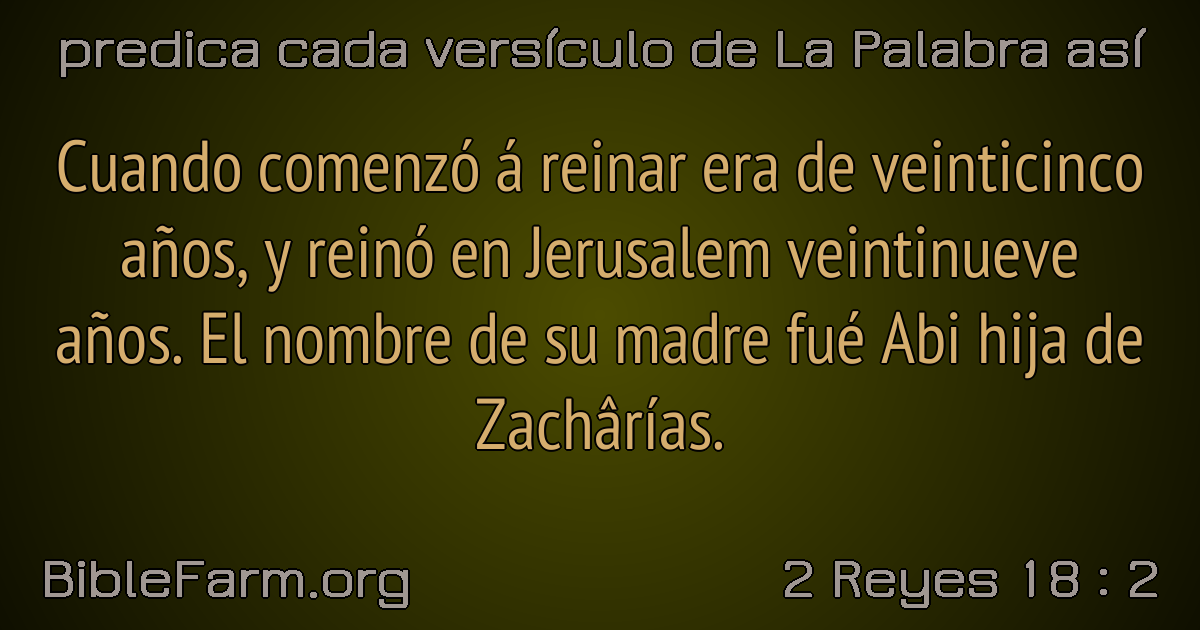 predica cada versículo de La Palabra así
Cuando comenzó á reinar era de veinticinco
años, y reinó en Jerusalem veintinueve
años. El nombre de su madre fué Abi hija de
Zachârías.
BibleFarm.org
2 Reyes 18 : 2